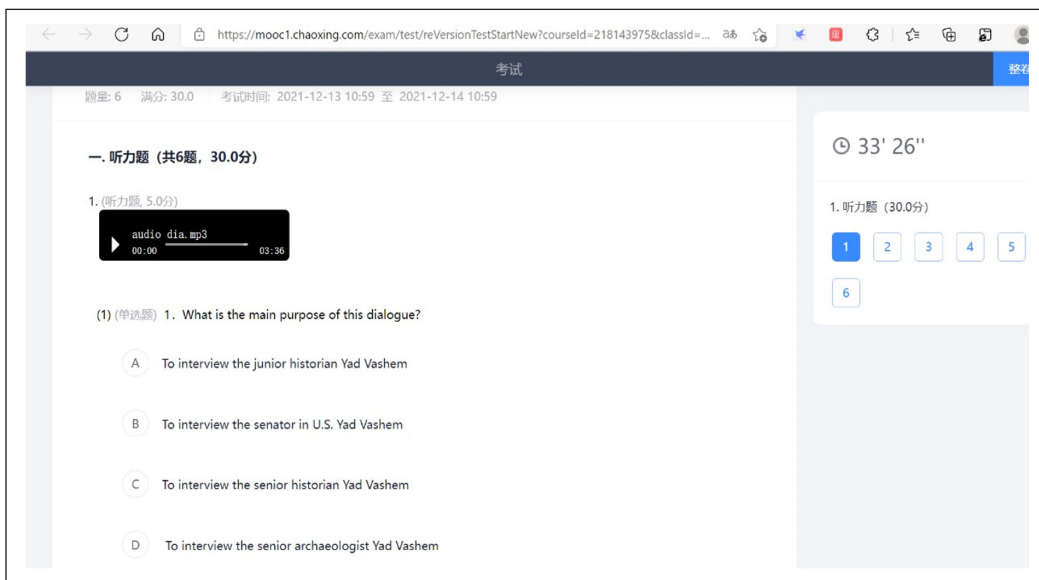 https://mooc1.chaoxing.com/exam/test/reVersionTestStartNew?courseId=218143975&classId=...
考试
题量: 6 满分: 30.0 考试时间: 2021-12-13 10:59 至 2021-12-14 10:59
33' 26''
一. 听力题（共6题，30.0分）
1. (听力题, 5.0分)
1. 听力题（30.0分）
audio dia.mp3
00:00 03:36
1 2 3 4 5
6
(1) (单选题) 1. What is the main purpose of this dialogue?
A To interview the junior historian Yad Vashem
B To interview the senator in U.S. Yad Vashem
C To interview the senior historian Yad Vashem
D To interview the senior archaeologist Yad Vashem